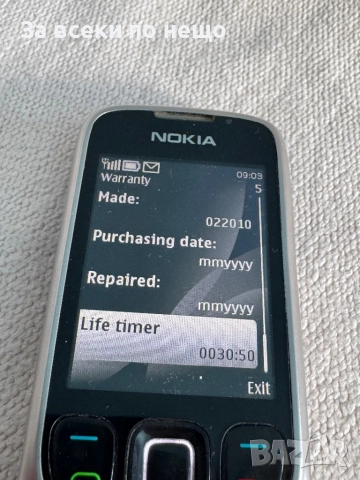 За всеки по нещо
NOKIA
Warranty
09:03
5
Made:
022010
Purchasing date:
mmyyyy
Repaired:
mmyyyy
Life timer
0030:50
Exit
BAZAR